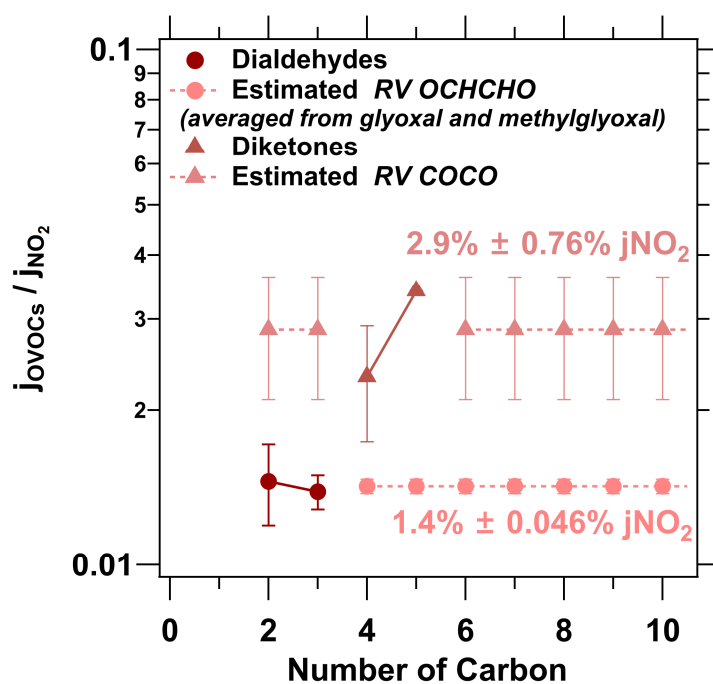 0.1
9
8
7
6
5
4
3
2
0.01
jOVOCs / jNO2
Dialdehydes
Estimated RV OCHCHO
(averaged from glyoxal and methylglyoxal)
Diketones
Estimated RV COCO
2.9% ± 0.76% jNO2
1.4% ± 0.046% jNO2
0 2 4 6 8 10
Number of Carbon